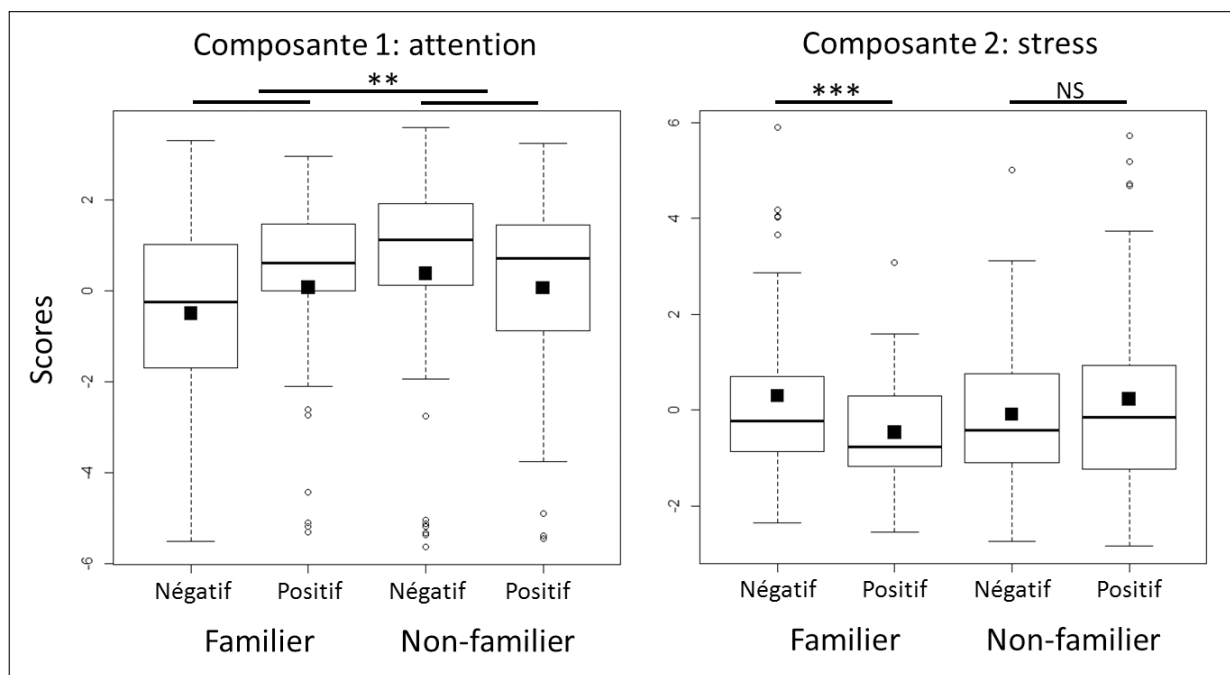 Composante 1: attention
**
Scores
2
0
-2
-4
-6
Négatif Positif Négatif Positif
Familier Non-familier
Composante 2: stress
*** NS
6
4
2
0
-2
Négatif Positif Négatif Positif
Familier Non-familier